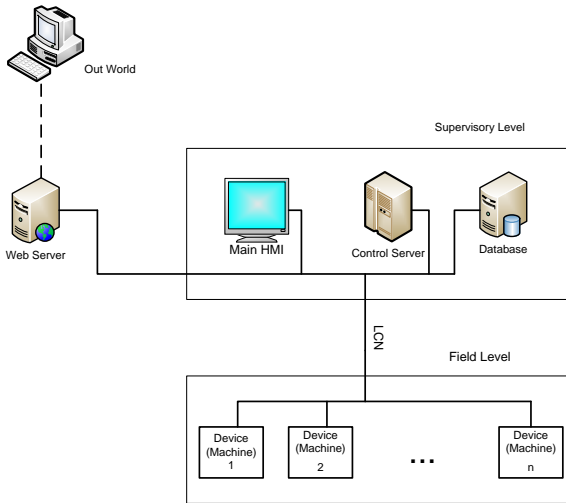 Out World
Supervisory Level
Web Server
Main HMI
Control Server
Database
LCN
Field Level
Device
(Machine)
1
Device
(Machine)
2
...
Device
(Machine)
n